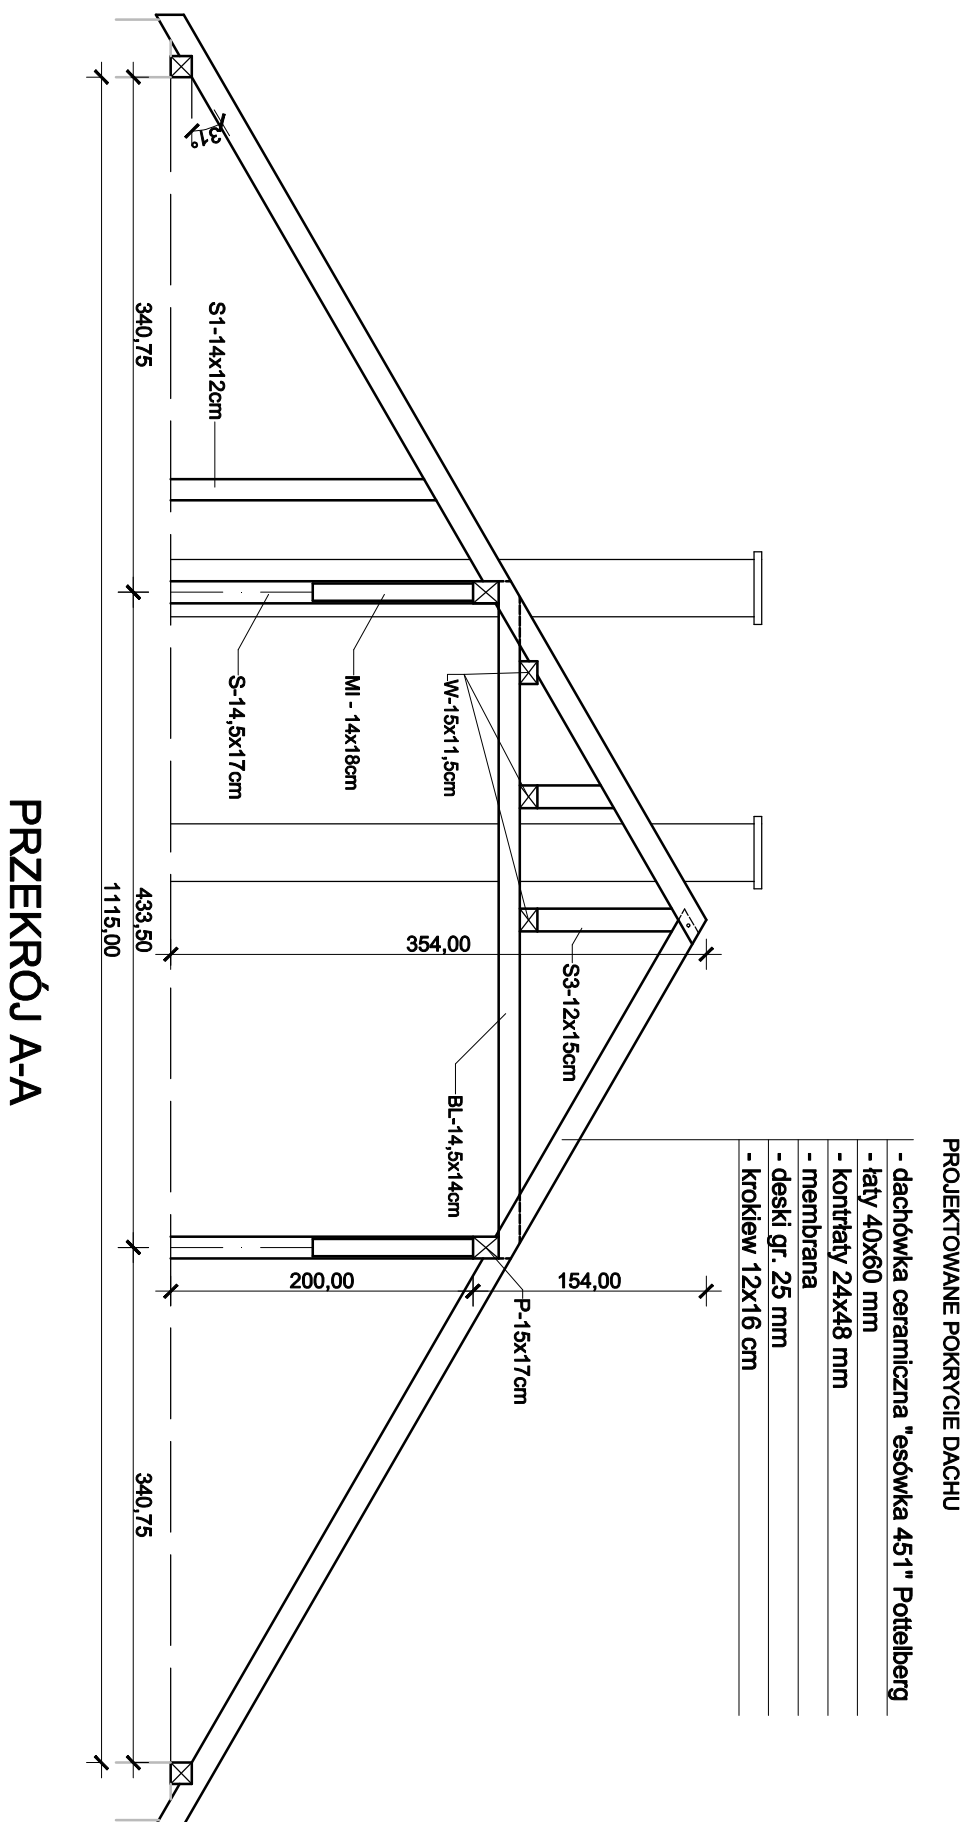 PROJEKTOWANE POKRYCIE DACHU
- dachówka ceramiczna "esówka 451" Pottelberg
- łaty 40x60 mm
- kontrłaty 24x48 mm
- membrana
- deski gr. 25 mm
- krokiew 12x16 cm
S3-12x15cm
P-15x17cm
154,00
W-15x11,5cm
BL-14,5x14cm
354,00
MI - 14x18cm
200,00
S1-14x12cm
S-14,5x17cm
31°
340,75
433,50
340,75
1115,00
PRZEKRÓJ A-A